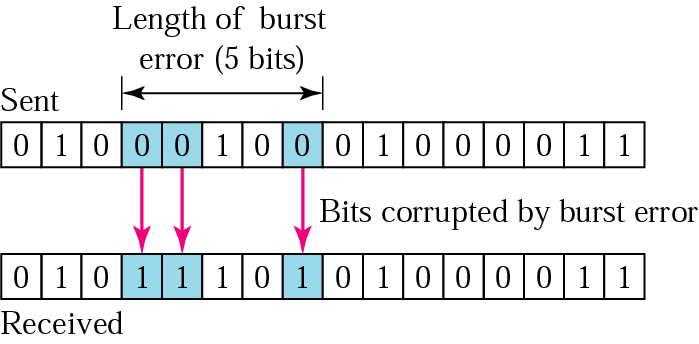 Length of burst
error (5 bits)
Sent
0 1 0 0 0 1 0 0 0 1 0 0 0 0 1 1
Bits corrupted by burst error
0 1 0 1 1 1 0 1 0 1 0 0 0 0 1 1
Received